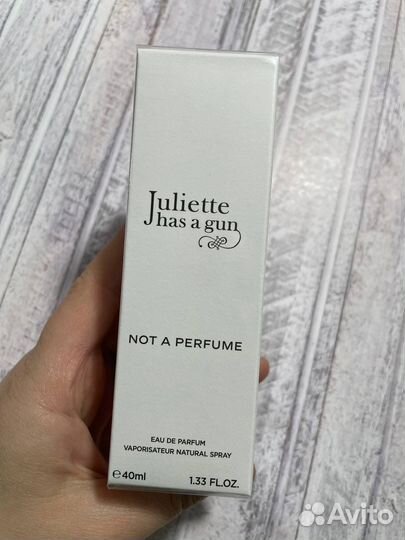 Juliette
has a gun
NOT A PERFUME
EAU DE PARFUM
VAPORISATEUR NATURAL SPRAY
℮40ml 1.33 FL.OZ.
Avito